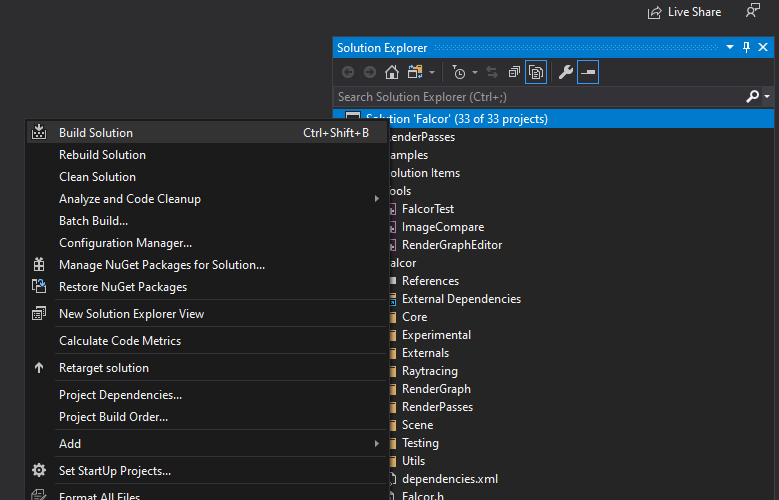 Live Share
Solution Explorer
Search Solution Explorer (Ctrl+;)
Solution 'Falcor' (33 of 33 projects)
Build Solution Ctrl+Shift+B
Rebuild Solution
Clean Solution
Analyze and Code Cleanup
Batch Build...
Configuration Manager...
Manage NuGet Packages for Solution...
Restore NuGet Packages
New Solution Explorer View
Calculate Code Metrics
Retarget solution
Project Dependencies...
Project Build Order...
Add
Set StartUp Projects...
Format All Files
enderPasses
amples
olution Items
ools
FalcorTest
ImageCompare
RenderGraphEditor
alcor
References
External Dependencies
Core
Experimental
Externals
Raytracing
RenderGraph
RenderPasses
Scene
Testing
Utils
dependencies.xml
Falcor.h